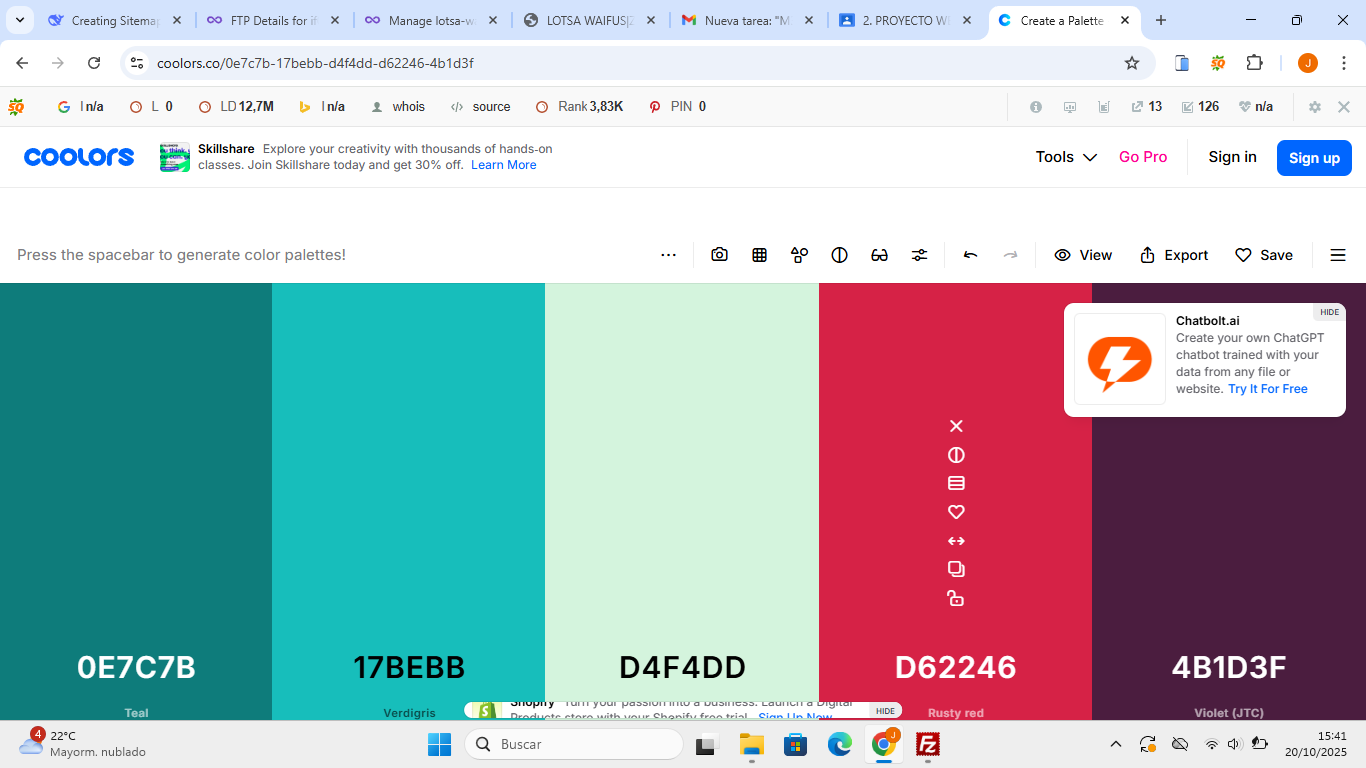 Creating Sitemap
FTP Details for if
Manage lotsa-wa
LOTSA WAIFUS|Z
Nueva tarea: "M
2. PROYECTO W
Create a Palette
coolors.co/0e7c7b-17bebb-d4f4dd-d62246-4b1d3f
J
SQ
I n/a
L 0
LD 12,7M
I n/a
whois
source
Rank 3,83K
PIN 0
13
126
n/a
coolors
Skillshare Explore your creativity with thousands of hands-on
classes. Join Skillshare today and get 30% off. Learn More
Tools
Go Pro
Sign in
Sign up
Press the spacebar to generate color palettes!
View
Export
Save
HIDE
Chatbolt.ai
Create your own ChatGPT
chatbot trained with your
data from any file or
website. Try It For Free
0E7C7B
17BEBB
D4F4DD
D62246
4B1D3F
Teal
Verdigris
Rusty red
Violet (JTC)
Shopify Turn your passion into a business. Launch a Digital
Products store with your Shopify free trial. Sign Up Now
HIDE
4
22°C
Mayorm. nublado
Buscar
J
Fz
15:41
20/10/2025